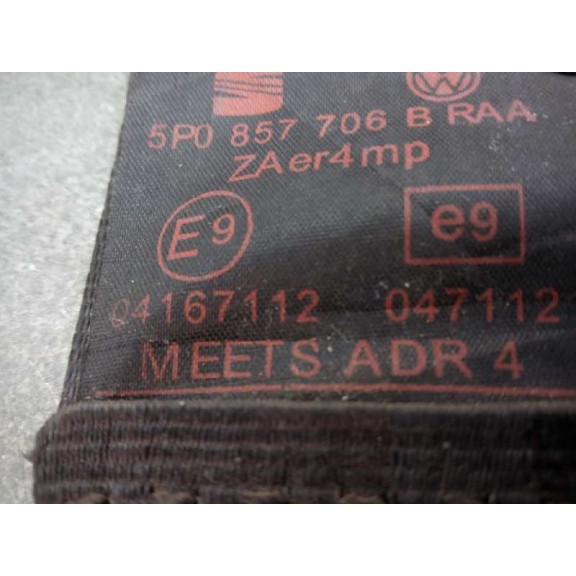 5P0 857 706 B RAA
ZAer4mp
E9 e9
04167112 047112
MEETS ADR 4